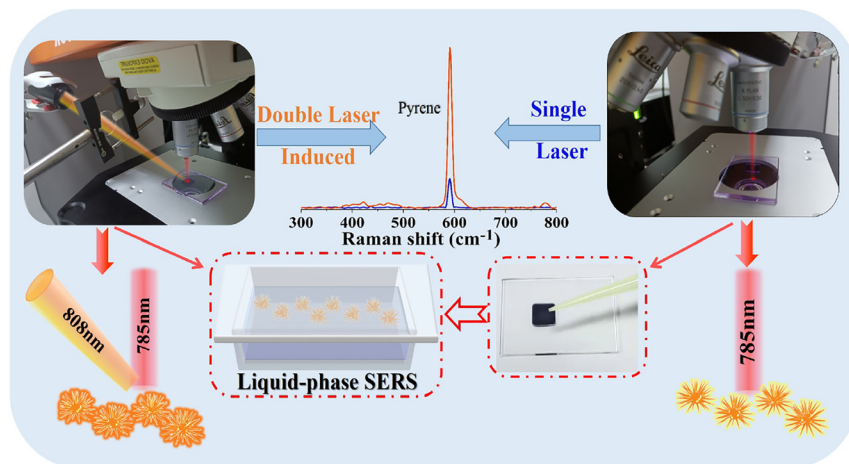 Double Laser
Induced
Pyrene
Single
Laser
300 400 500 600 700 800
Raman shift (cm-1)
Leica
808nm
785nm
Liquid-phase SERS
785nm